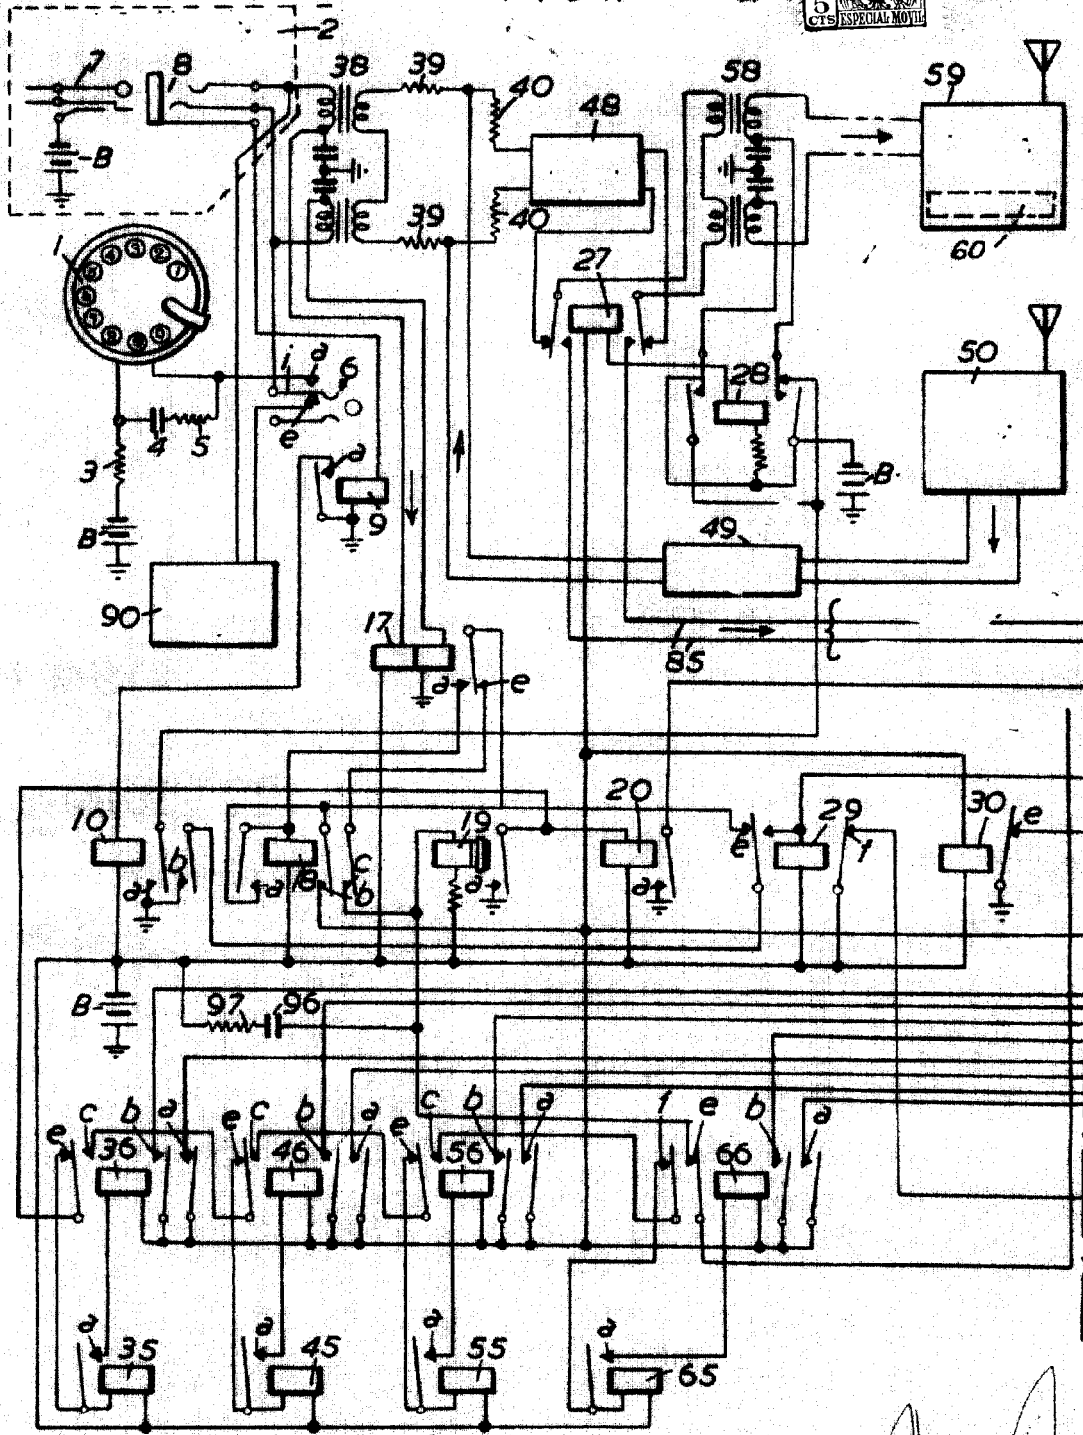 5
CTS ESPECIAL MOVIL
2
7 8 38 39 40 48 58 59
B
1 39 40 27 60
i a 6 28 50
4 5 e a
3 9 B
B 49
90 17
85
a e
10 19 20 29 30 e
b a c e f
a b a a
B 97 96
c b a c b a c b a f e b a
e 36 e 46 e 56 66
a a a a
35 45 55 65